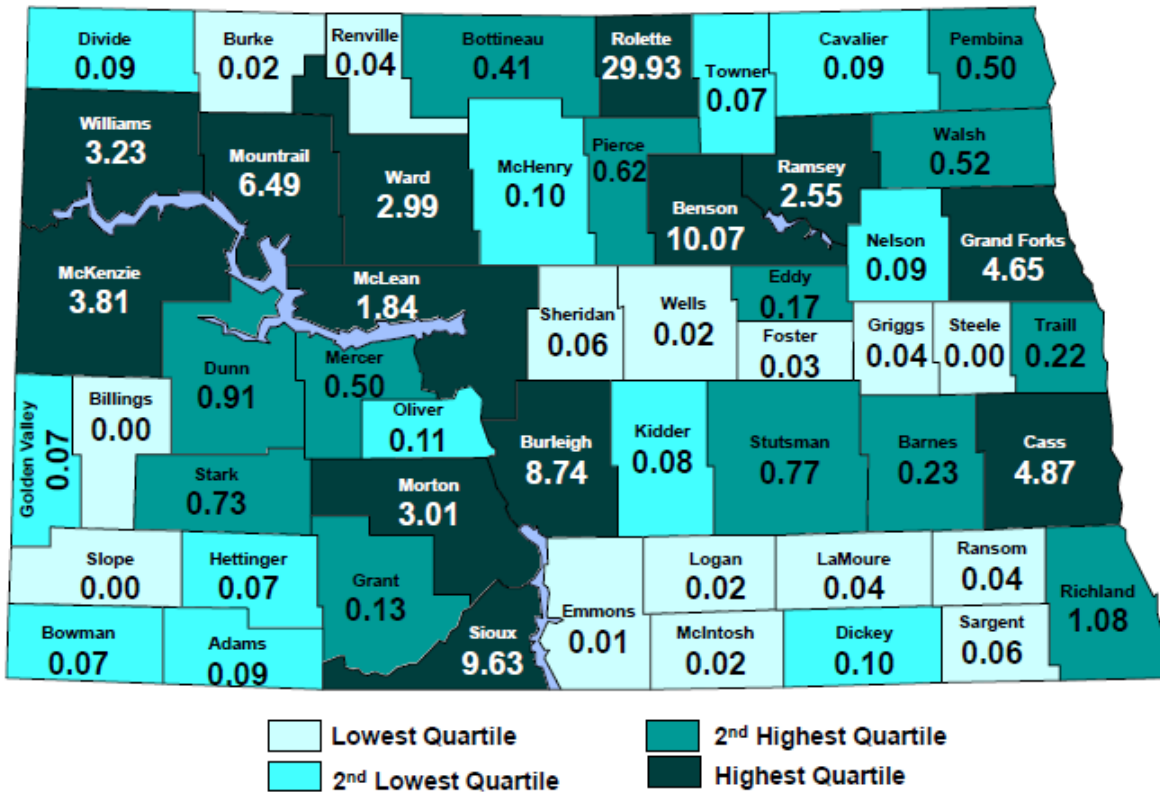 Divide
0.09
Burke
0.02
Renville
0.04
Bottineau
0.41
Rolette
29.93
Towner
0.07
Cavalier
0.09
Pembina
0.50
Williams
3.23
Mountrail
6.49
Ward
2.99
McHenry
0.10
Pierce
0.62
Benson
10.07
Ramsey
2.55
Walsh
0.52
Nelson
0.09
Grand Forks
4.65
McKenzie
3.81
McLean
1.84
Sheridan
0.06
Wells
0.02
Eddy
0.17
Foster
0.03
Griggs
0.04
Steele
0.00
Traill
0.22
Dunn
0.91
Mercer
0.50
Oliver
0.11
Golden Valley
0.07
Billings
0.00
Burleigh
8.74
Kidder
0.08
Stutsman
0.77
Barnes
0.23
Cass
4.87
Stark
0.73
Morton
3.01
Slope
0.00
Hettinger
0.07
Grant
0.13
Emmons
0.01
Logan
0.02
LaMoure
0.04
Ransom
0.04
Richland
1.08
Bowman
0.07
Adams
0.09
Sioux
9.63
McIntosh
0.02
Dickey
0.10
Sargent
0.06
Lowest Quartile
2nd Highest Quartile
2nd Lowest Quartile
Highest Quartile